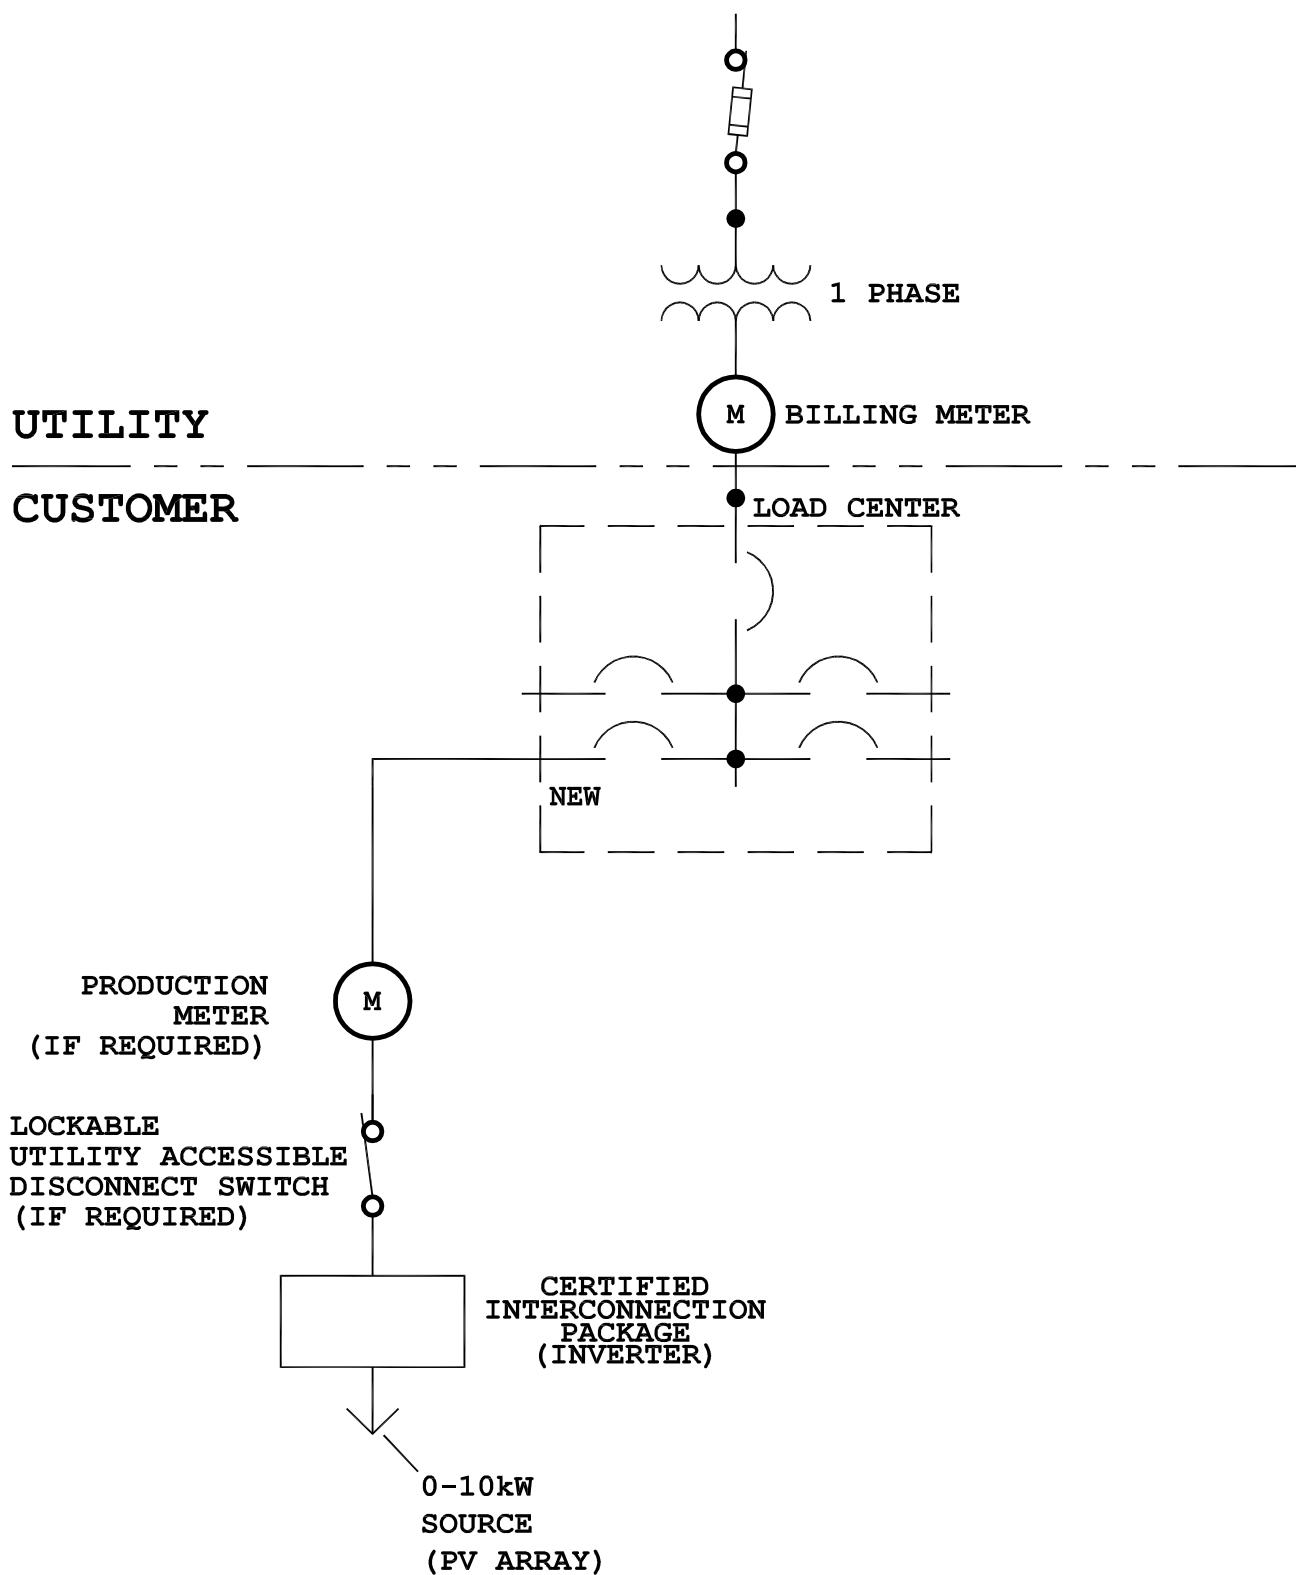 1 PHASE
M
BILLING METER
UTILITY
CUSTOMER
LOAD CENTER
NEW
PRODUCTION
METER
(IF REQUIRED)
M
LOCKABLE
UTILITY ACCESSIBLE
DISCONNECT SWITCH
(IF REQUIRED)
CERTIFIED
INTERCONNECTION
PACKAGE
(INVERTER)
0-10kW
SOURCE
(PV ARRAY)